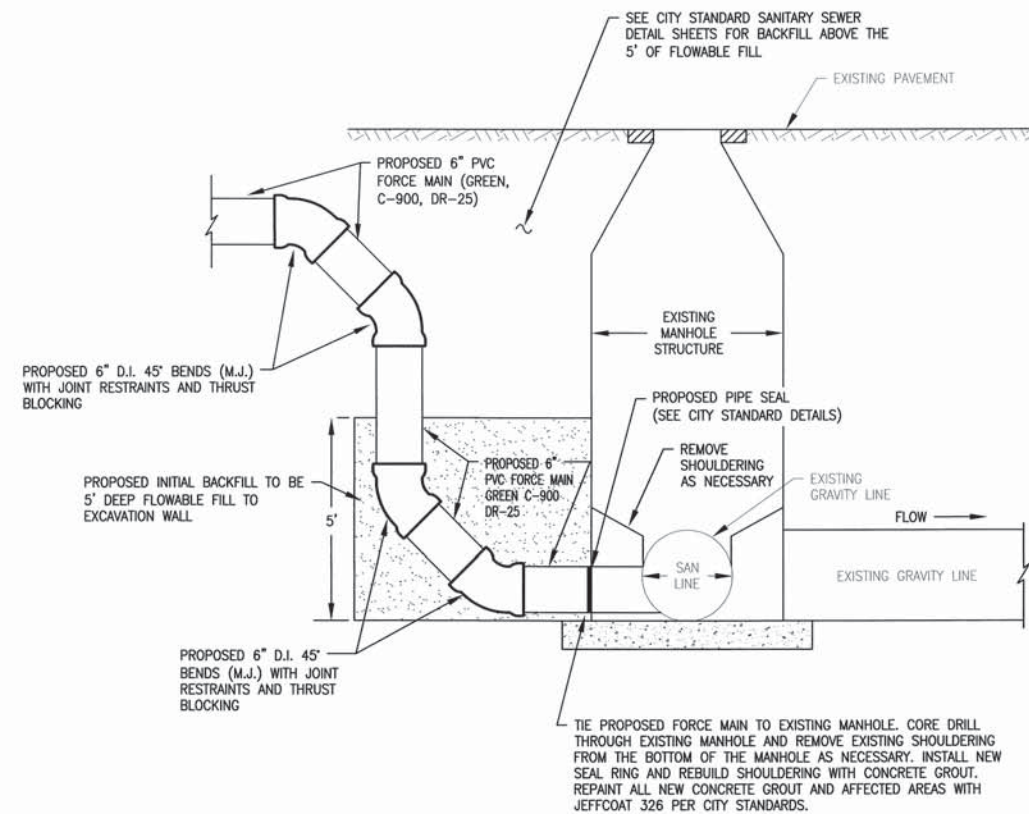 SEE CITY STANDARD SANITARY SEWER
DETAIL SHEETS FOR BACKFILL ABOVE THE
5' OF FLOWABLE FILL
EXISTING PAVEMENT
PROPOSED 6" PVC
FORCE MAIN (GREEN,
C-900, DR-25)
EXISTING
MANHOLE
STRUCTURE
PROPOSED 6" D.I. 45° BENDS (M.J.)
WITH JOINT RESTRAINTS AND THRUST
BLOCKING
PROPOSED PIPE SEAL
(SEE CITY STANDARD DETAILS)
REMOVE
SHOULDERING
AS NECESSARY
PROPOSED INITIAL BACKFILL TO BE
5' DEEP FLOWABLE FILL TO
EXCAVATION WALL
5'
PROPOSED 6"
PVC FORCE MAIN
GREEN C-900
DR-25
EXISTING
GRAVITY LINE
FLOW
SAN
LINE
EXISTING GRAVITY LINE
PROPOSED 6" D.I. 45°
BENDS (M.J.) WITH JOINT
RESTRAINTS AND THRUST
BLOCKING
TIE PROPOSED FORCE MAIN TO EXISTING MANHOLE. CORE DRILL
THROUGH EXISTING MANHOLE AND REMOVE EXISTING SHOULDERING
FROM THE BOTTOM OF THE MANHOLE AS NECESSARY. INSTALL NEW
SEAL RING AND REBUILD SHOULDERING WITH CONCRETE GROUT.
REPAINT ALL NEW CONCRETE GROUT AND AFFECTED AREAS WITH
JEFFCOAT 326 PER CITY STANDARDS.